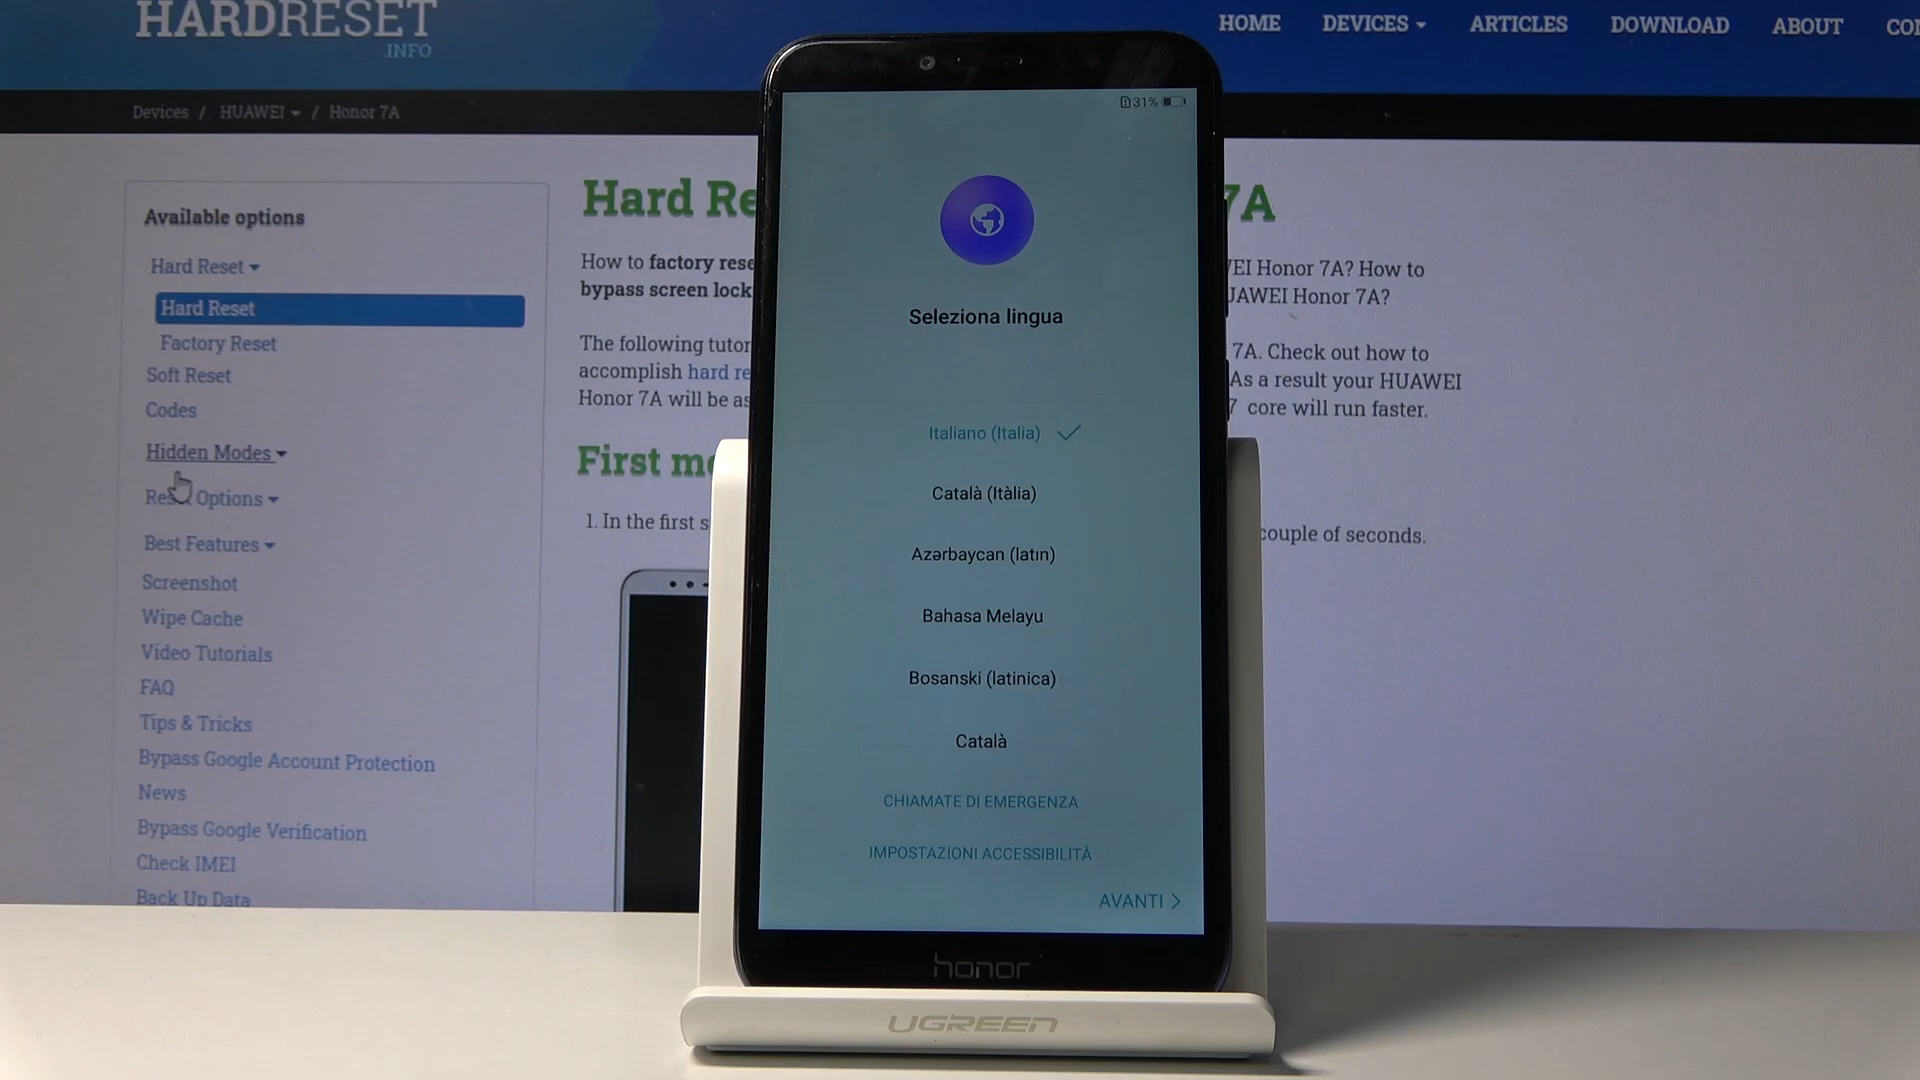 HARDRESET
.INFO
HOME DEVICES ARTICLES DOWNLOAD ABOUT
Devices / HUAWEI / Honor 7A
Available options
Hard Reset
Hard Reset
Factory Reset
Soft Reset
Codes
Hidden Modes
Reset Options
Best Features
Screenshot
Wipe Cache
Video Tutorials
FAQ
Tips & Tricks
Bypass Google Account Protection
News
Bypass Google Verification
Check IMEI
Back Up Data
Hard Re 7A
How to factory rese EI Honor 7A? How to
bypass screen lock AWEI Honor 7A?
The following tutor 7A. Check out how to
accomplish hard re As a result your HUAWEI
Honor 7A will be as 7 core will run faster.
First me
1. In the first s couple of seconds.
31%
Seleziona lingua
Italiano (Italia)
Català (Itàlia)
Azərbaycan (latın)
Bahasa Melayu
Bosanski (latinica)
Català
CHIAMATE DI EMERGENZA
IMPOSTAZIONI ACCESSIBILITÀ
AVANTI >
honor
UGREEN